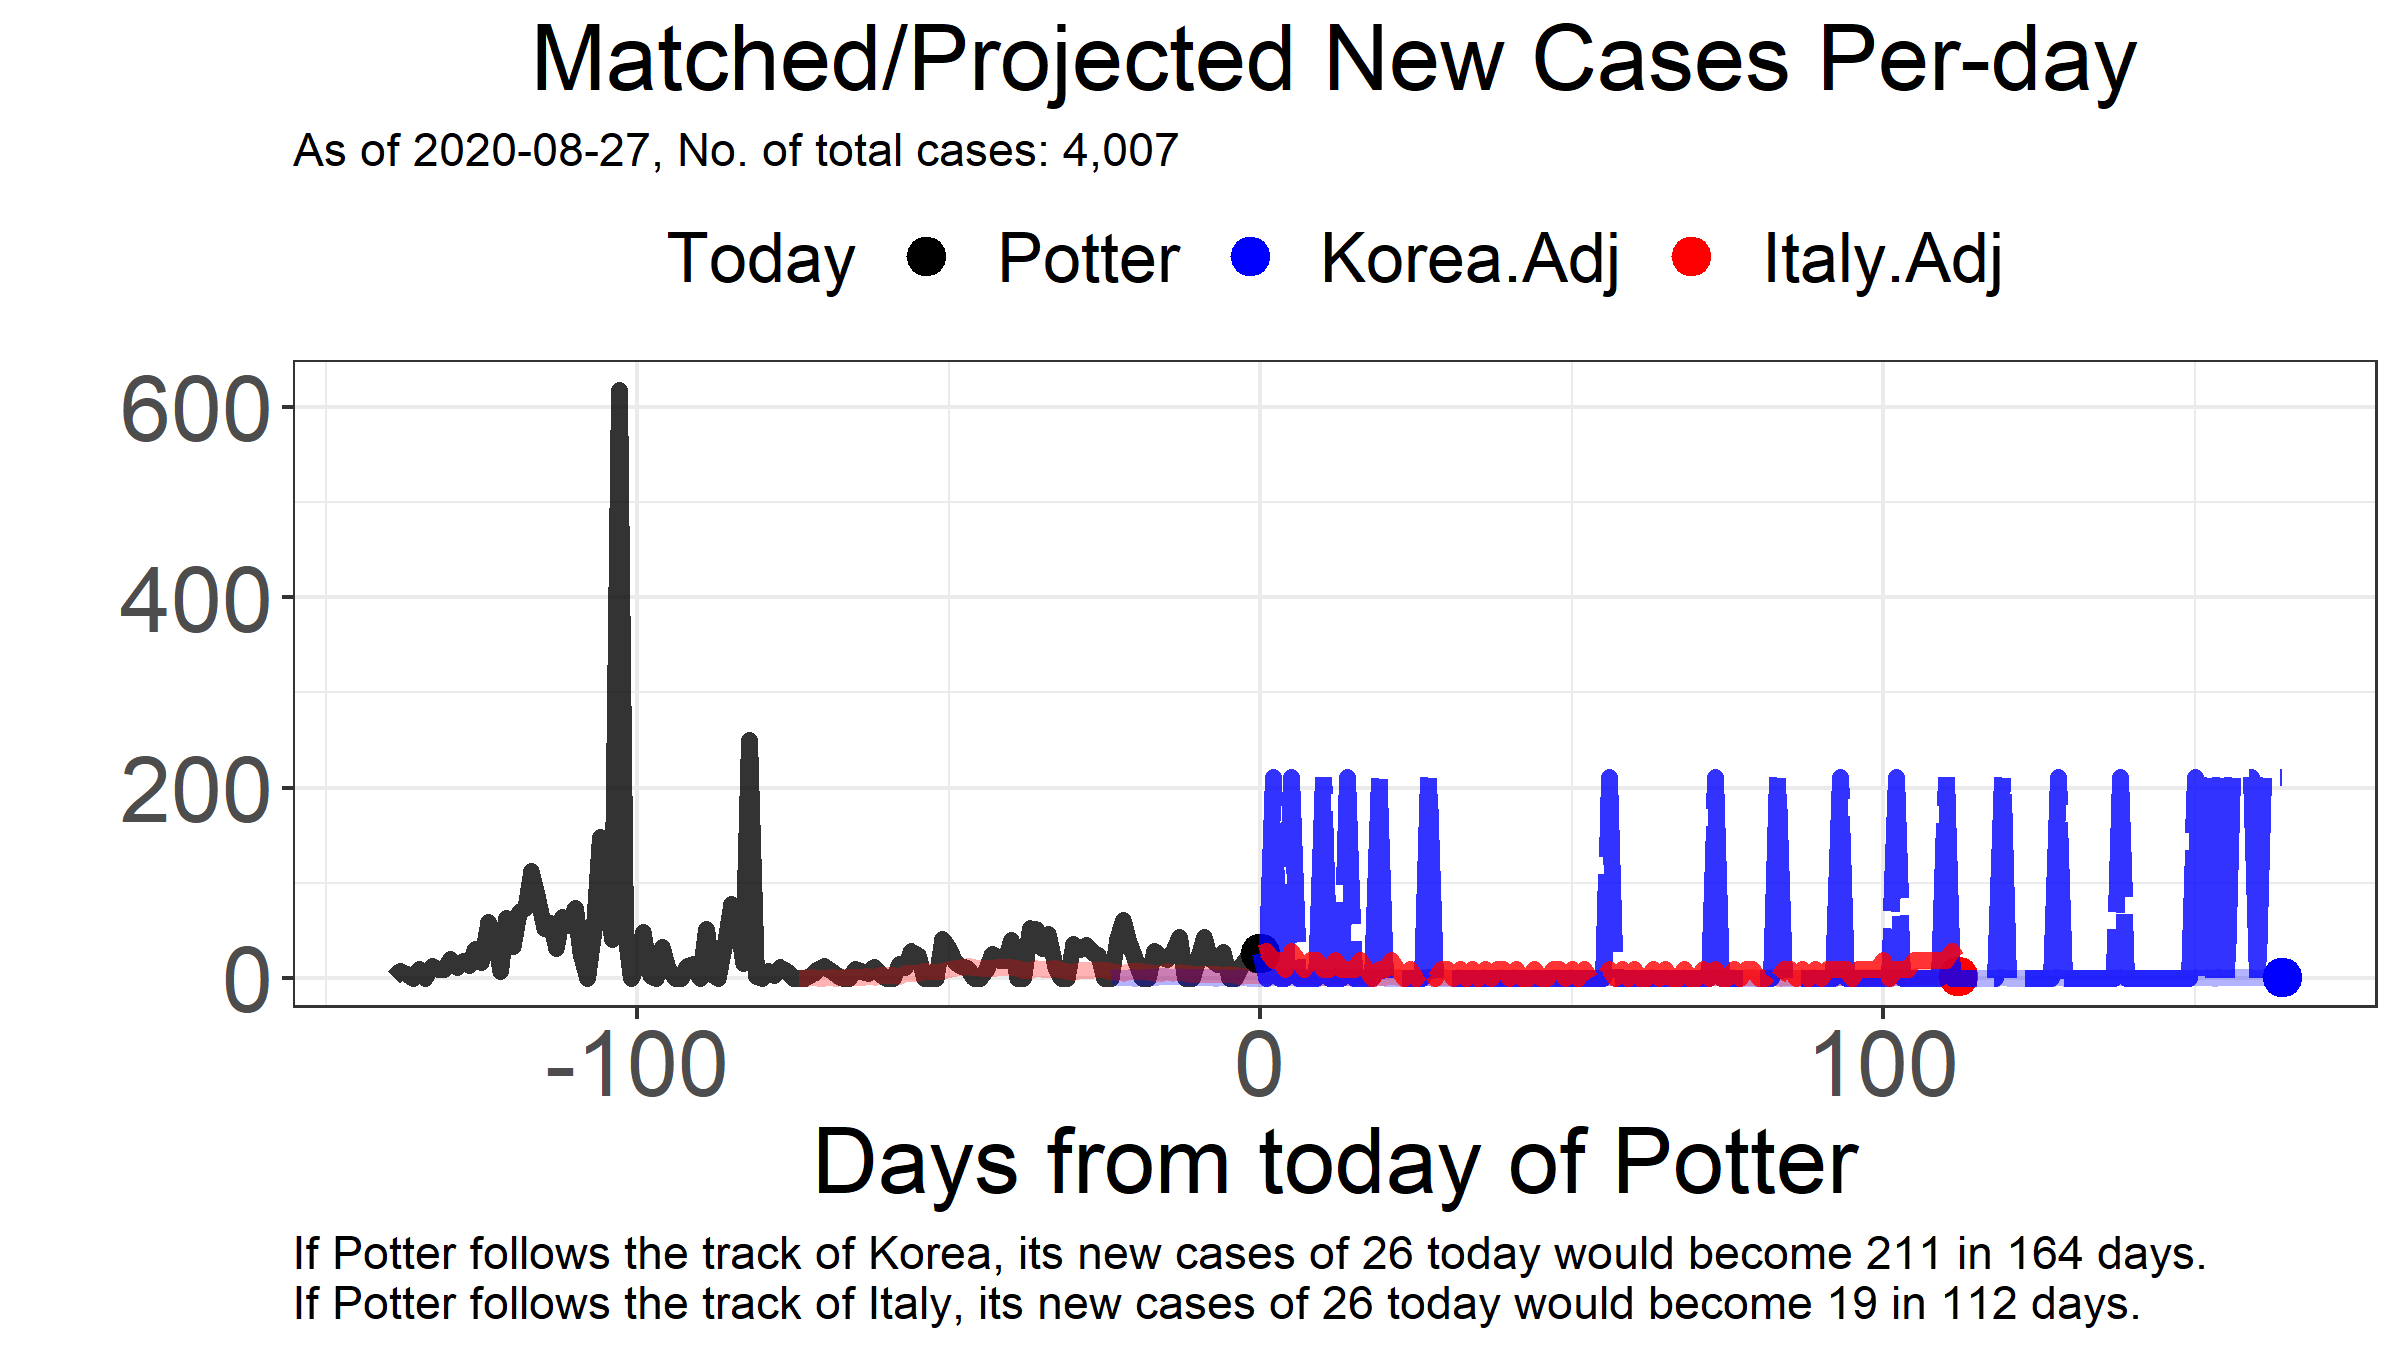 Matched/Projected New Cases Per-day
As of 2020-08-27, No. of total cases: 4,007
Today Potter Korea.Adj Italy.Adj
600
400
200
0
-100 0 100
Days from today of Potter
If Potter follows the track of Korea, its new cases of 26 today would become 211 in 164 days.
If Potter follows the track of Italy, its new cases of 26 today would become 19 in 112 days.